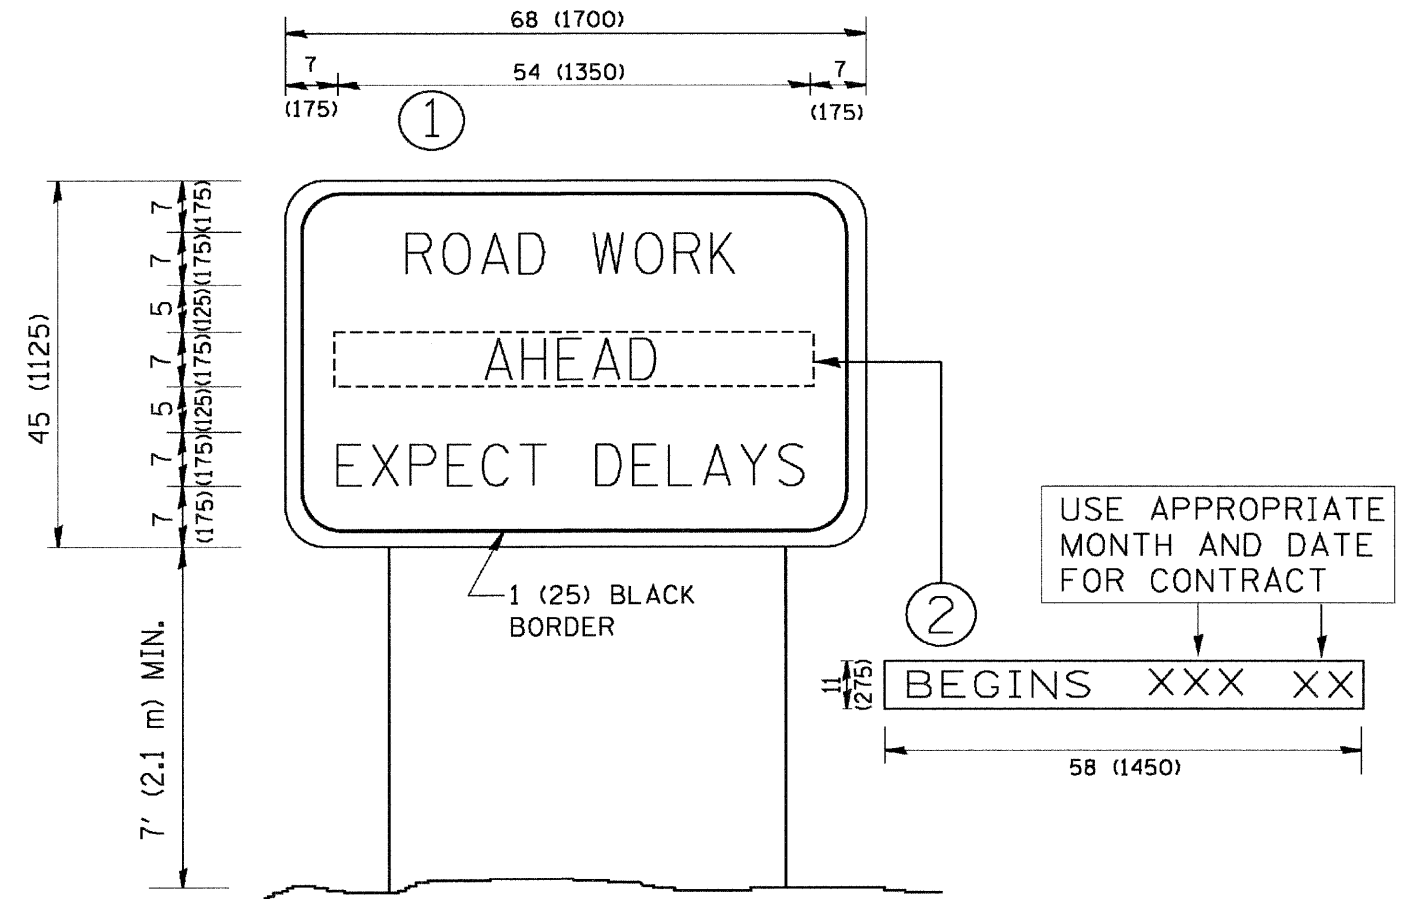 68 (1700)
7
54 (1350)
7
(175)
(175)
1
45 (1125)
7 (175)
7 (175)
5 (125)
7 (175)
5 (125)
7 (175)
7 (175)
ROAD WORK
AHEAD
EXPECT DELAYS
1 (25) BLACK
BORDER
7' (2.1 m) MIN.
USE APPROPRIATE
MONTH AND DATE
FOR CONTRACT
2
11
(275)
BEGINS XXX XX
58 (1450)